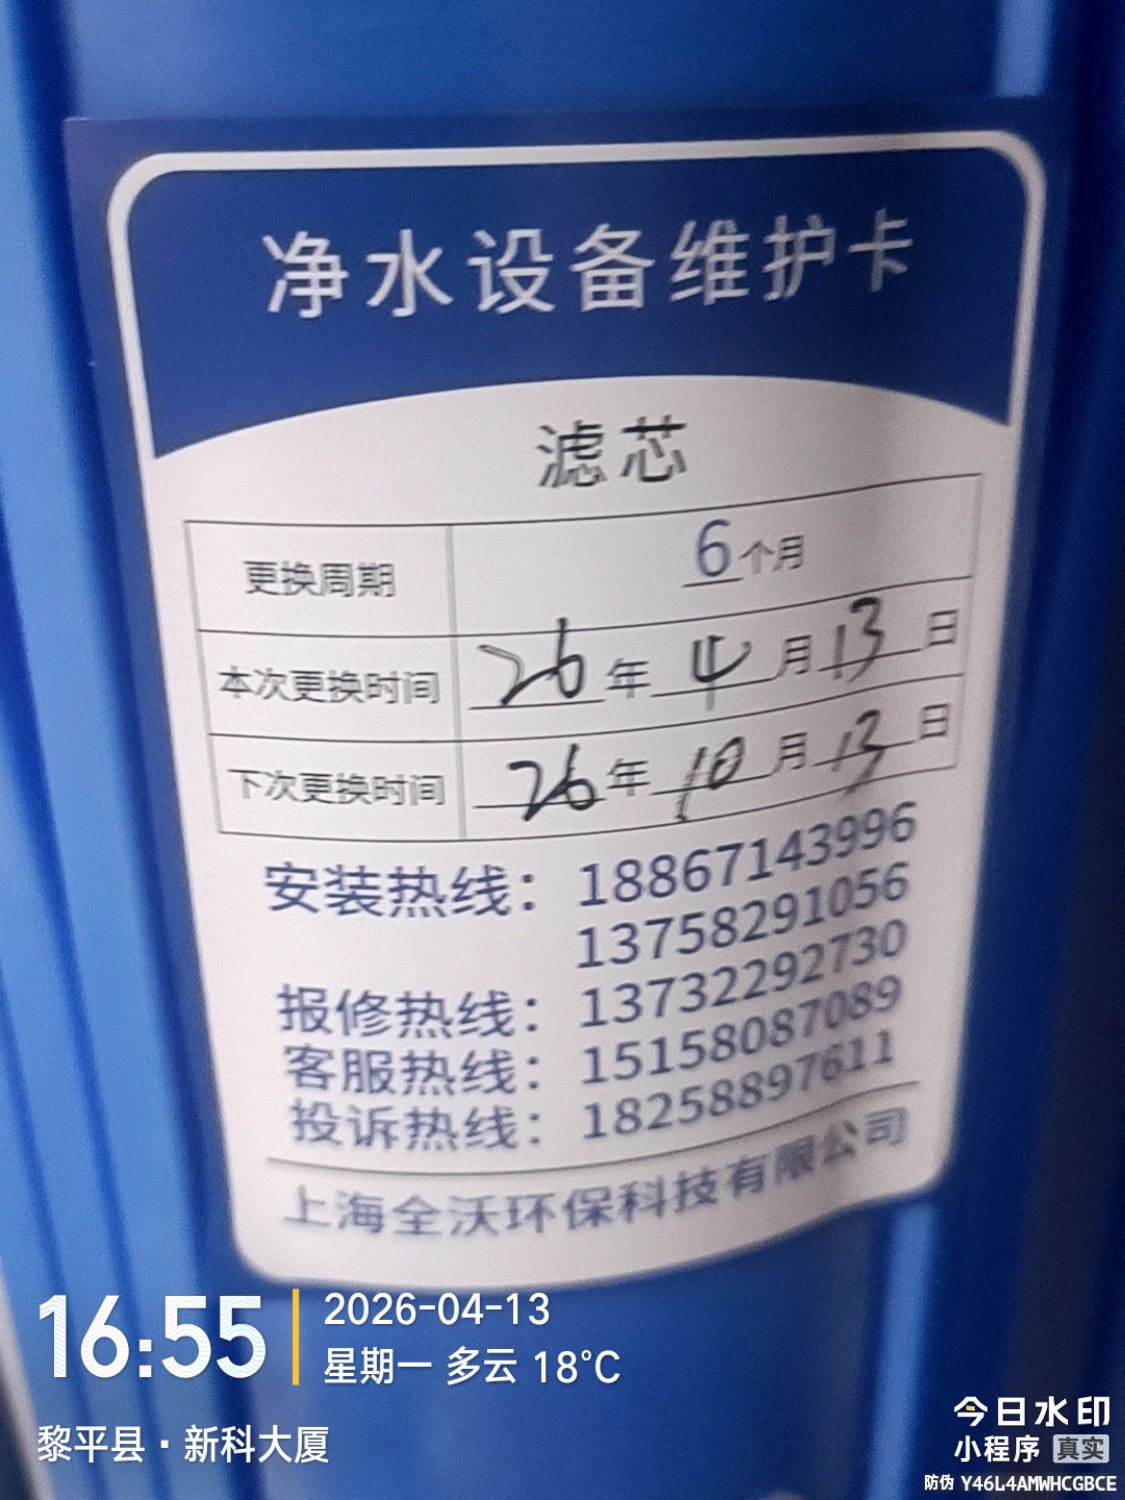 净水设备维护卡
滤芯
更换周期 6个月
本次更换时间 26年4月13日
下次更换时间 26年10月13日
安装热线：18867143996
13758291056
报修热线：13732292730
客服热线：15158087089
投诉热线：18258897611
上海全沃环保科技有限公司
16:55
2026-04-13
星期一 多云 18°C
黎平县·新科大厦
今日水印
小程序 真实
防伪 Y46L4AMWHCGBCE